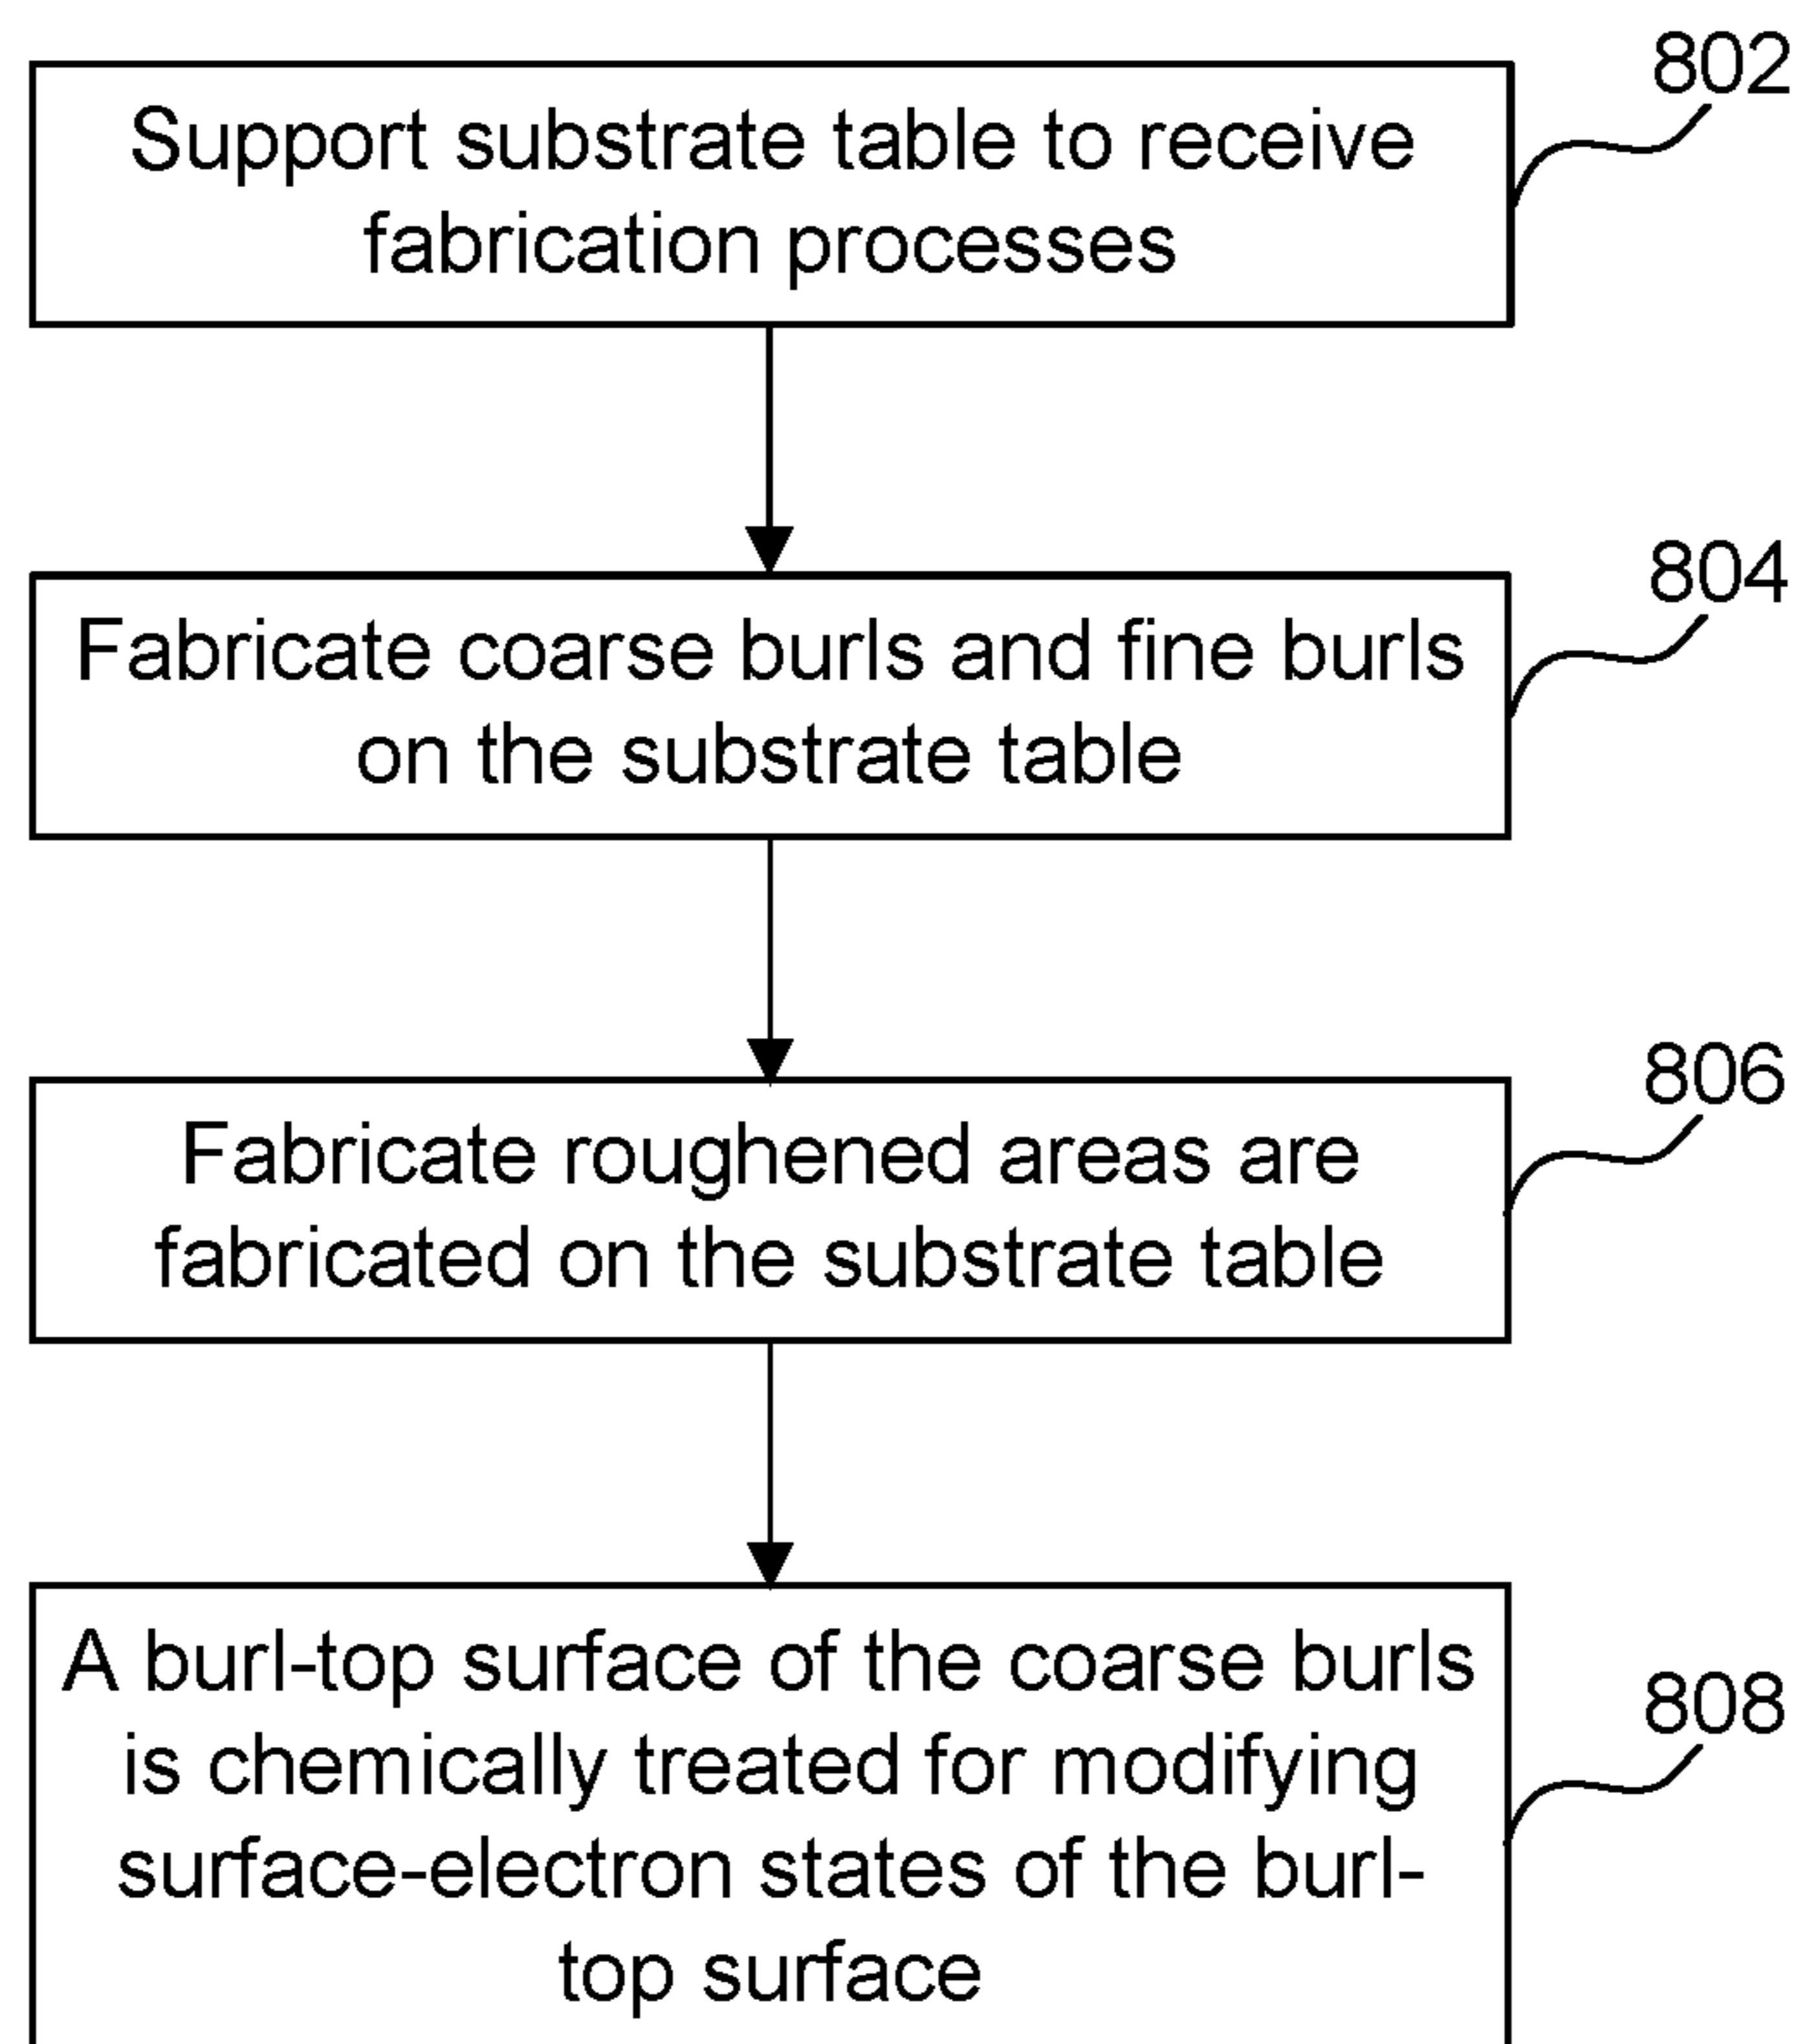 802
Support substrate table to receive
fabrication processes
804
Fabricate coarse burls and fine burls
on the substrate table
806
Fabricate roughened areas are
fabricated on the substrate table
A burl-top surface of the coarse burls
808
is chemically treated for modifying
surface-electron states of the burl-
top surface